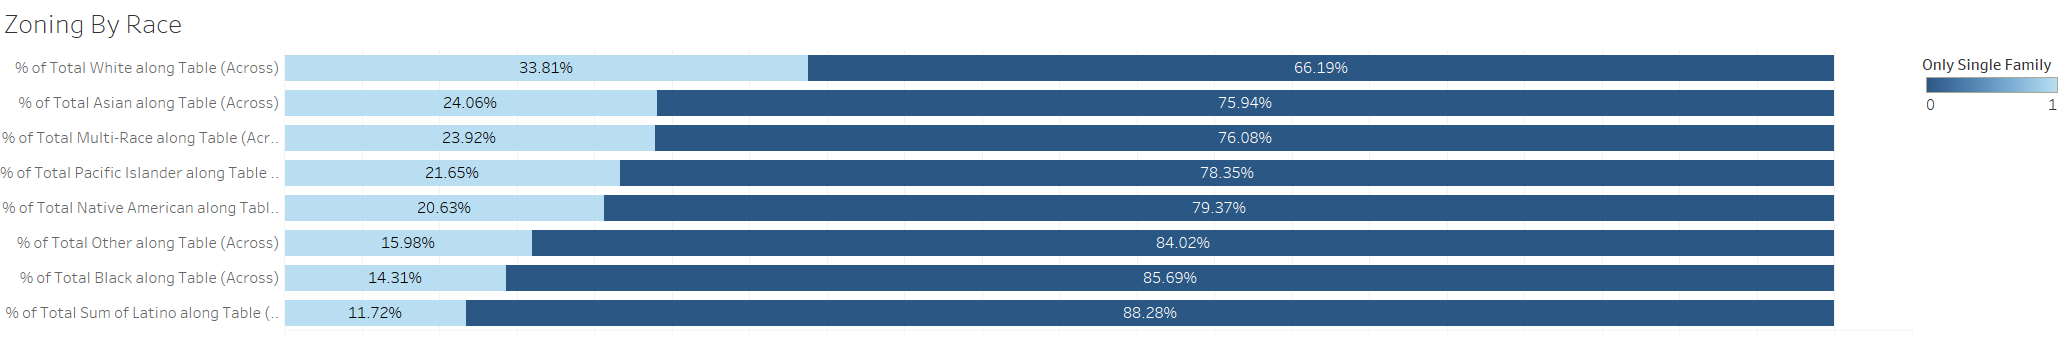 Zoning By Race
% of Total White along Table (Across) 33.81% 66.19%
Only Single Family
% of Total Asian along Table (Across) 24.06% 75.94%
0 1
% of Total Multi-Race along Table (Acr.. 23.92% 76.08%
% of Total Pacific Islander along Table .. 21.65% 78.35%
% of Total Native American along Tabl.. 20.63% 79.37%
% of Total Other along Table (Across) 15.98% 84.02%
% of Total Black along Table (Across) 14.31% 85.69%
% of Total Sum of Latino along Table (.. 11.72% 88.28%